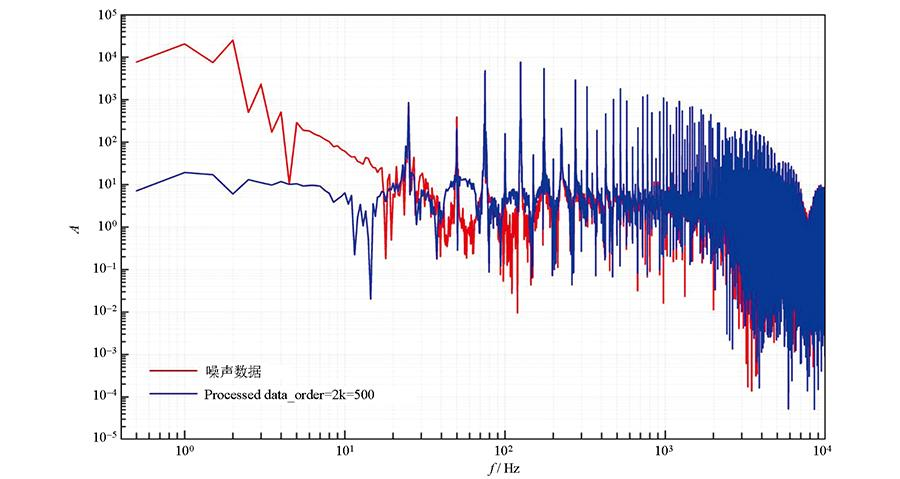 10⁵
10⁴
10³
10²
10¹
10⁰
10⁻¹
10⁻²
10⁻³
10⁻⁴
10⁻⁵
A
噪声数据
Processed data_order=2k=500
10⁰ 10¹ 10² 10³ 10⁴
f/Hz